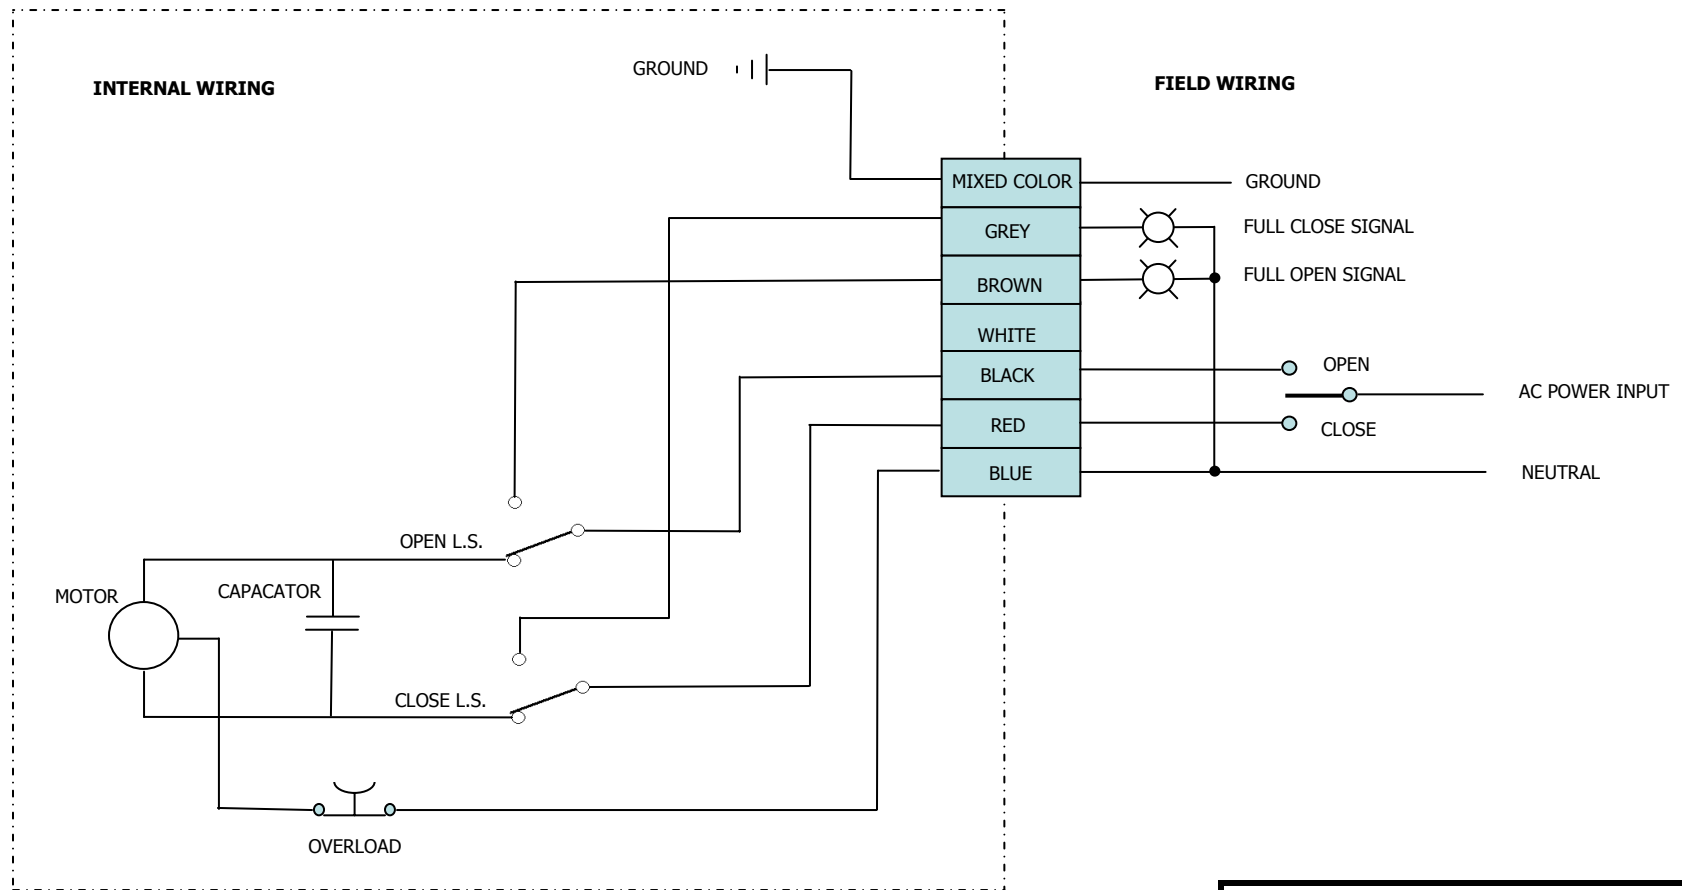 GROUND
INTERNAL WIRING
FIELD WIRING
MIXED COLOR
GROUND
GREY
FULL CLOSE SIGNAL
BROWN
FULL OPEN SIGNAL
WHITE
BLACK
OPEN
AC POWER INPUT
RED
CLOSE
BLUE
NEUTRAL
OPEN L.S.
MOTOR
CAPACATOR
CLOSE L.S.
OVERLOAD